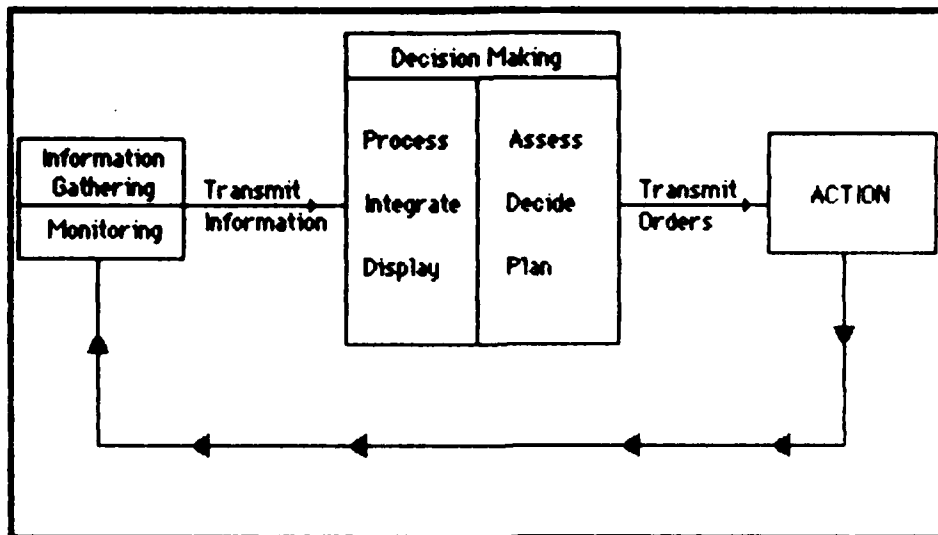 Decision Making
Information
Gathering
Monitoring
Transmit
Information
Process
Integrate
Display
Assess
Decide
Plan
Transmit
Orders
ACTION